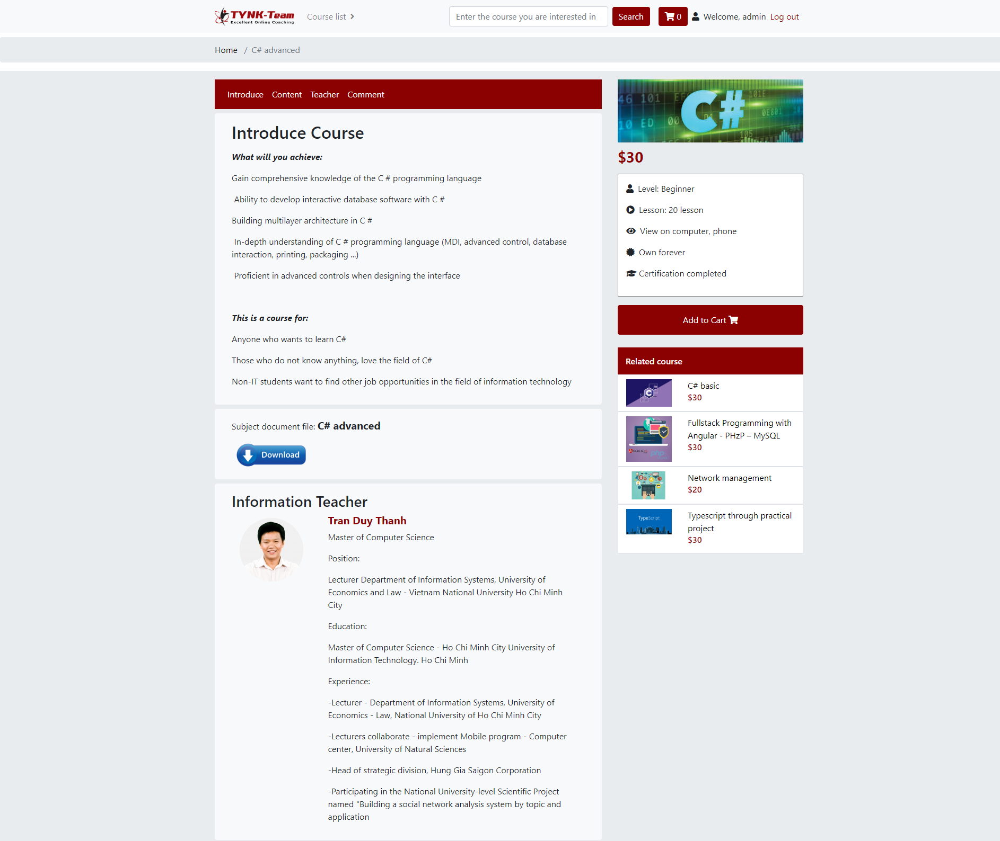 TYNK-Team
Excellent Online Coaching
Course list
Enter the course you are interested in
Search
0
Welcome, admin
Log out
Home / C# advanced
Introduce
Content
Teacher
Comment
Introduce Course
What will you achieve:
Gain comprehensive knowledge of the C # programming language
Ability to develop interactive database software with C #
Building multilayer architecture in C #
In-depth understanding of C # programming language (MDI, advanced control, database
interaction, printing, packaging ...)
Proficient in advanced controls when designing the interface
This is a course for:
Anyone who wants to learn C#
Those who do not know anything, love the field of C#
Non-IT students want to find other job opportunities in the field of information technology
Subject document file: C# advanced
Download
Information Teacher
Tran Duy Thanh
Master of Computer Science
Position:
Lecturer Department of Information Systems, University of
Economics and Law - Vietnam National University Ho Chi Minh
City
Education:
Master of Computer Science - Ho Chi Minh City University of
Information Technology. Ho Chi Minh
Experience:
-Lecturer - Department of Information Systems, University of
Economics - Law, National University of Ho Chi Minh City
-Lecturers collaborate - implement Mobile program - Computer
center, University of Natural Sciences
-Head of strategic division, Hung Gia Saigon Corporation
-Participating in the National University-level Scientific Project
named "Building a social network analysis system by topic and
application
C#
$30
Level: Beginner
Lesson: 20 lesson
View on computer, phone
Own forever
Certification completed
Add to Cart
Related course
C# basic
$30
Fullstack Programming with
Angular - PHzP – MySQL
$30
Network management
$20
TypeScript
Typescript through practical
project
$30